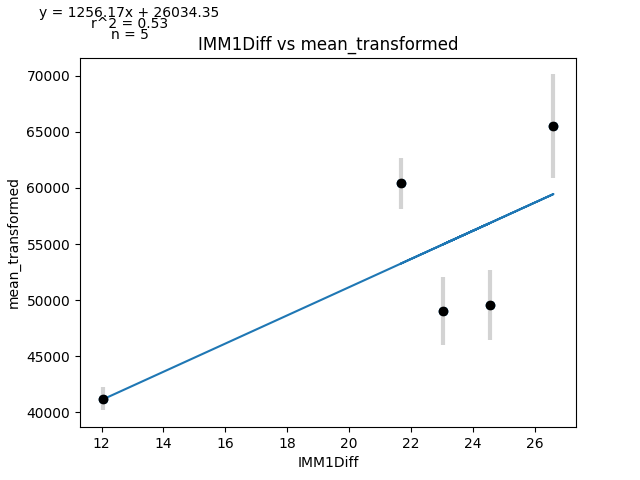 y = 1256.17x + 26034.35
r^2 = 0.53
n = 5
IMM1Diff vs mean_transformed
70000
65000
60000
55000
50000
45000
40000
mean_transformed
12 14 16 18 20 22 24 26
IMM1Diff